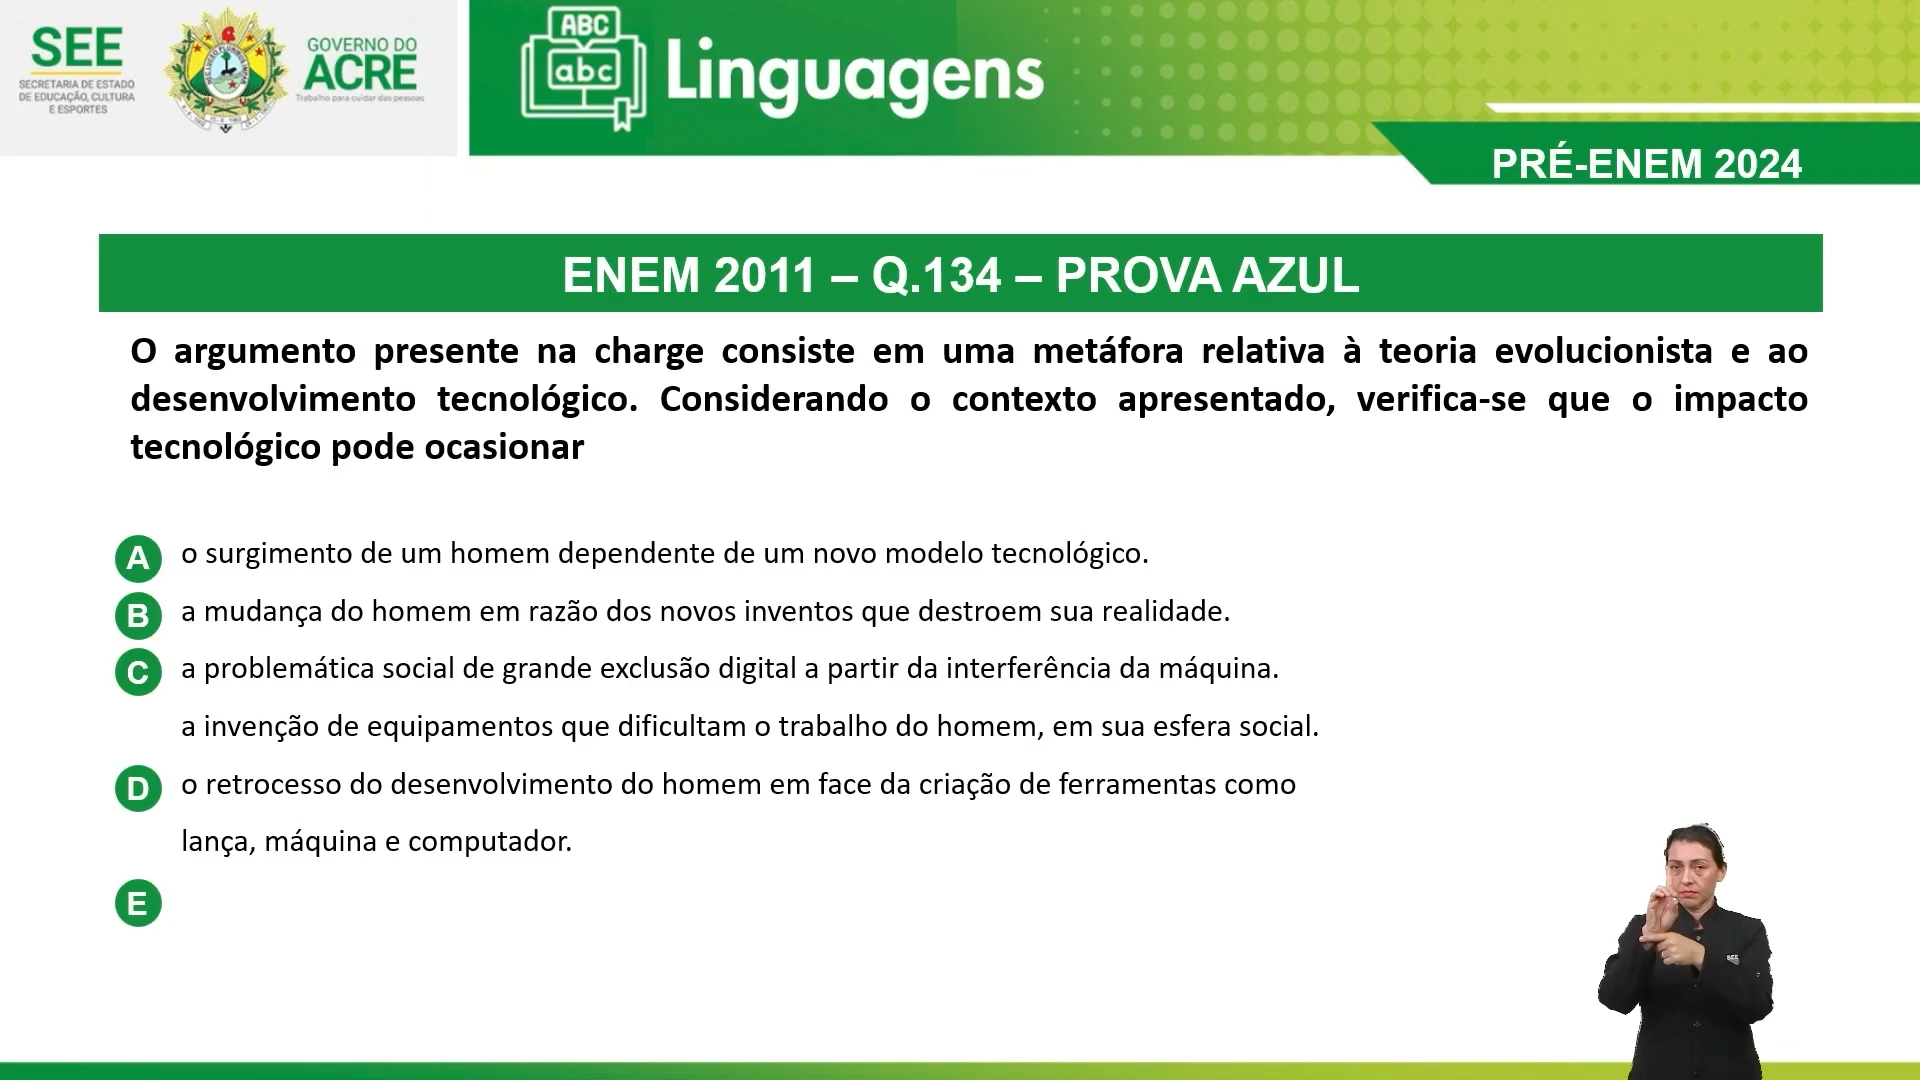 SEE
SECRETARIA DE ESTADO
DE EDUCAÇÃO, CULTURA
E ESPORTES
GOVERNO DO
ACRE
Trabalho para cuidar das pessoas
ABC
abc
Linguagens
PRÉ-ENEM 2024
ENEM 2011 – Q.134 – PROVA AZUL
O argumento presente na charge consiste em uma metáfora relativa à teoria evolucionista e ao
desenvolvimento tecnológico. Considerando o contexto apresentado, verifica-se que o impacto
tecnológico pode ocasionar
A o surgimento de um homem dependente de um novo modelo tecnológico.
B a mudança do homem em razão dos novos inventos que destroem sua realidade.
C a problemática social de grande exclusão digital a partir da interferência da máquina.
a invenção de equipamentos que dificultam o trabalho do homem, em sua esfera social.
D o retrocesso do desenvolvimento do homem em face da criação de ferramentas como
lança, máquina e computador.
E
SEE